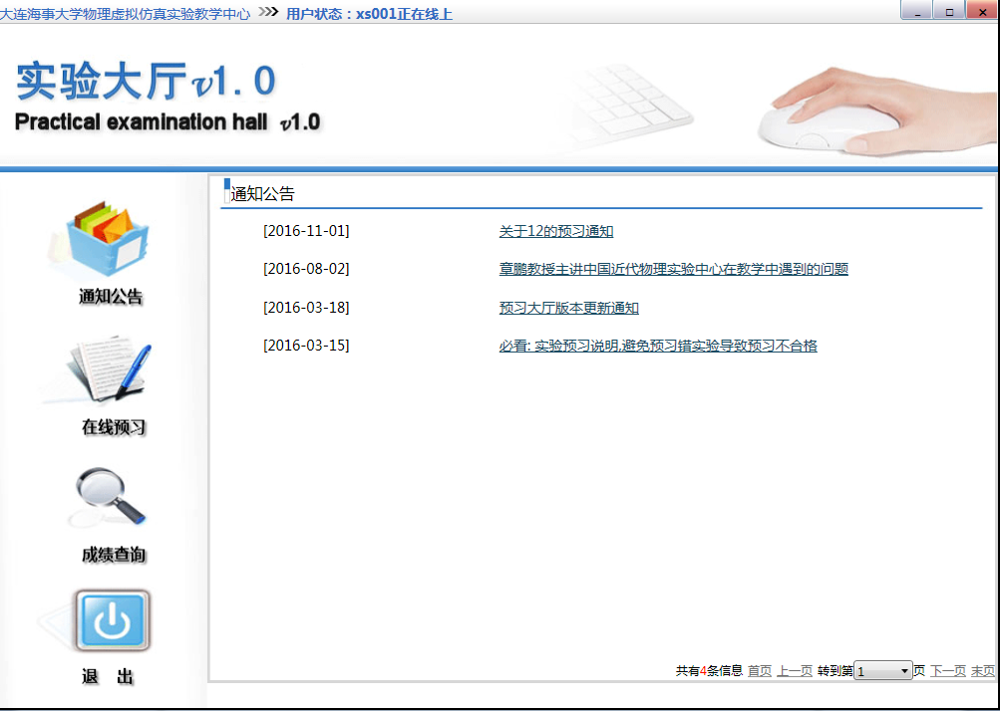 大连海事大学物理虚拟仿真实验教学中心 >>> 用户状态：xs001正在线上
实验大厅v1.0
Practical examination hall v1.0
通知公告
在线预习
成绩查询
退 出
通知公告
[2016-11-01] 关于12的预习通知
[2016-08-02] 章鹏教授主讲中国近代物理实验中心在教学中遇到的问题
[2016-03-18] 预习大厅版本更新通知
[2016-03-15] 必看: 实验预习说明,避免预习错实验导致预习不合格
共有4条信息 首页 上一页 转到第 1 页 下一页 末页